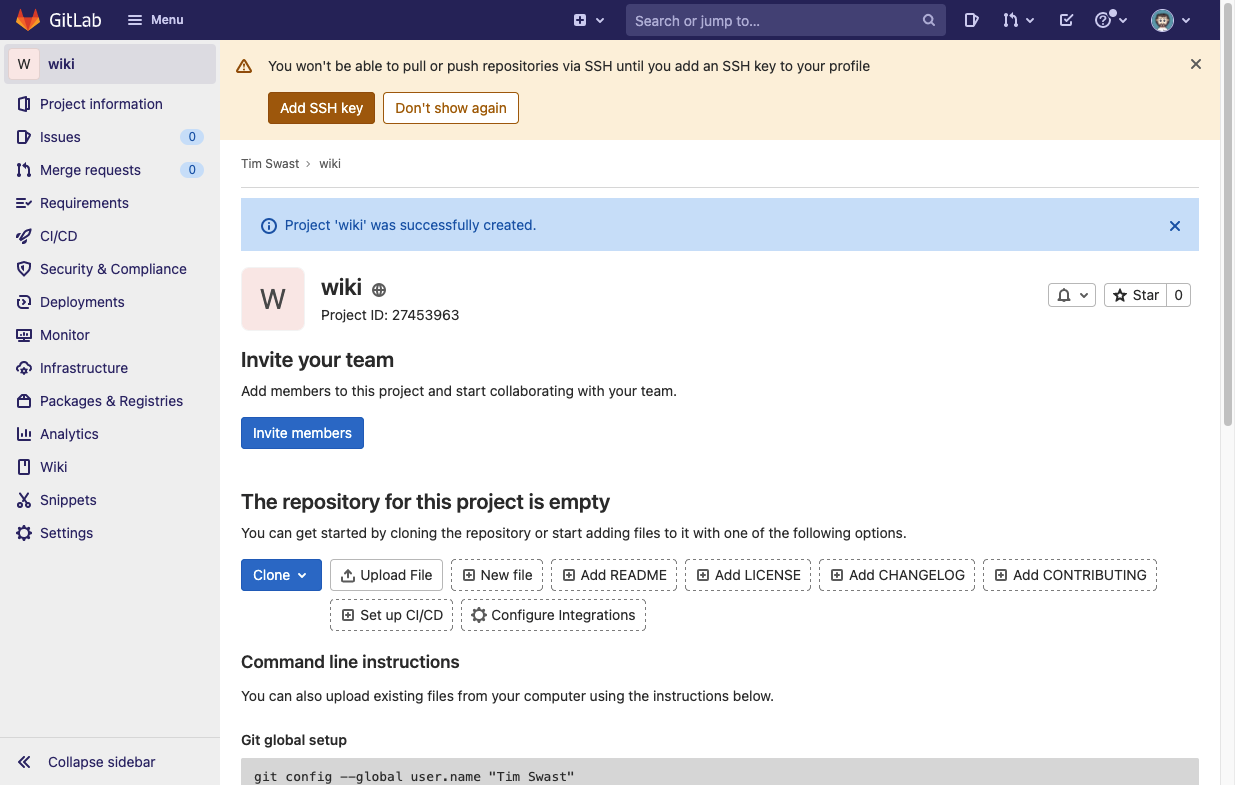 GitLab
Menu
Search or jump to...
W wiki
Project information
Issues 0
Merge requests 0
Requirements
CI/CD
Security & Compliance
Deployments
Monitor
Infrastructure
Packages & Registries
Analytics
Wiki
Snippets
Settings
Collapse sidebar
You won't be able to pull or push repositories via SSH until you add an SSH key to your profile
Add SSH key Don't show again
Tim Swast › wiki
Project 'wiki' was successfully created.
W
wiki
Project ID: 27453963
Star 0
Invite your team
Add members to this project and start collaborating with your team.
Invite members
The repository for this project is empty
You can get started by cloning the repository or start adding files to it with one of the following options.
Clone Upload File New file Add README Add LICENSE Add CHANGELOG Add CONTRIBUTING
Set up CI/CD Configure Integrations
Command line instructions
You can also upload existing files from your computer using the instructions below.
Git global setup
git config --global user.name "Tim Swast"